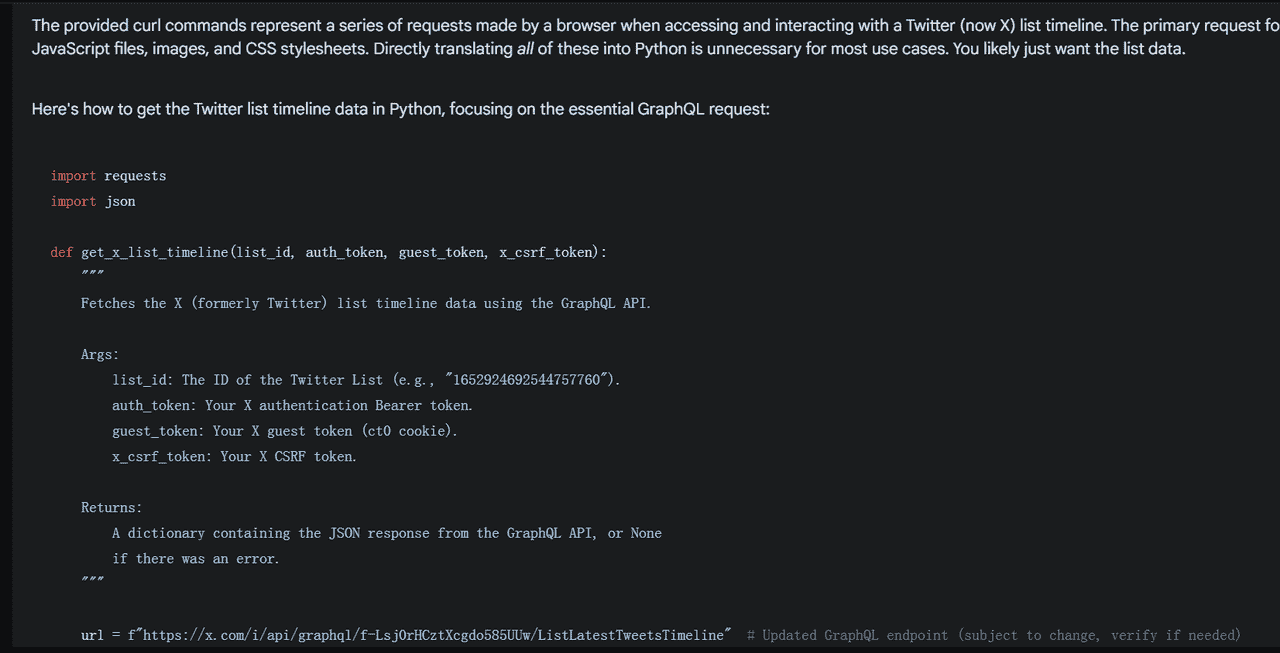 The provided curl commands represent a series of requests made by a browser when accessing and interacting with a Twitter (now X) list timeline. The primary request fo
JavaScript files, images, and CSS stylesheets. Directly translating all of these into Python is unnecessary for most use cases. You likely just want the list data.
Here's how to get the Twitter list timeline data in Python, focusing on the essential GraphQL request:
import requests
import json
def get_x_list_timeline(list_id, auth_token, guest_token, x_csrf_token):
"""
Fetches the X (formerly Twitter) list timeline data using the GraphQL API.
Args:
list_id: The ID of the Twitter List (e.g., "1652924692544757760").
auth_token: Your X authentication Bearer token.
guest_token: Your X guest token (ct0 cookie).
x_csrf_token: Your X CSRF token.
Returns:
A dictionary containing the JSON response from the GraphQL API, or None
if there was an error.
"""
url = f"https://x.com/i/api/graphql/f-LsjOrHCztXcgdo585UUw/ListLatestTweetsTimeline" # Updated GraphQL endpoint (subject to change, verify if needed)